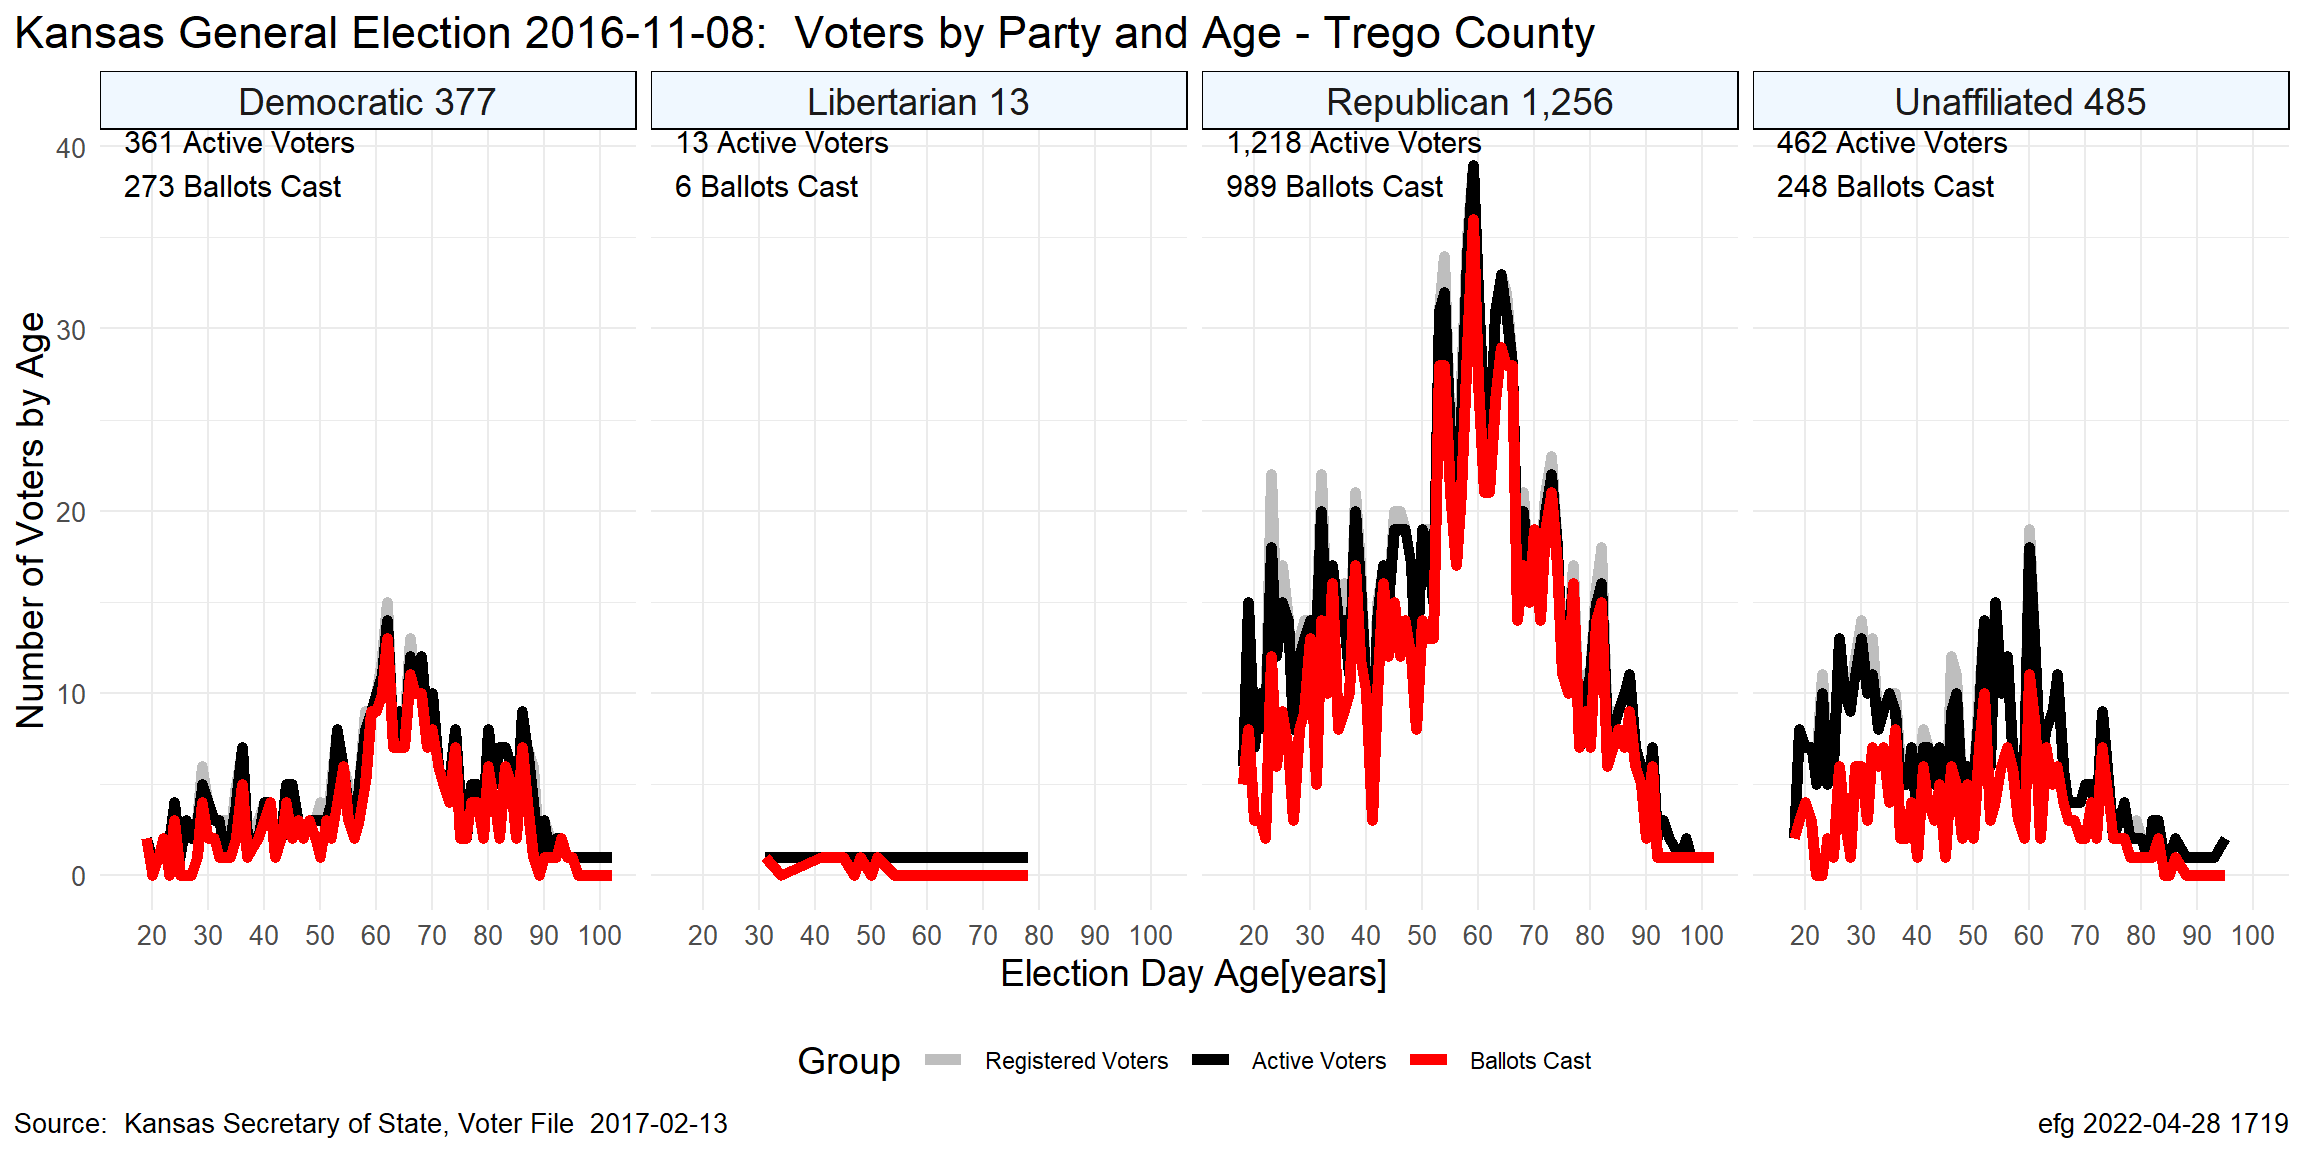 Kansas General Election 2016-11-08:  Voters by Party and Age - Trego County
Democratic 377
Libertarian 13
Republican 1,256
Unaffiliated 485
361 Active Voters
273 Ballots Cast
13 Active Voters
6 Ballots Cast
1,218 Active Voters
989 Ballots Cast
462 Active Voters
248 Ballots Cast
Number of Voters by Age
40
30
20
10
0
20 30 40 50 60 70 80 90 100
20 30 40 50 60 70 80 90 100
20 30 40 50 60 70 80 90 100
20 30 40 50 60 70 80 90 100
Election Day Age[years]
Group Registered Voters Active Voters Ballots Cast
Source:  Kansas Secretary of State, Voter File  2017-02-13
efg 2022-04-28 1719